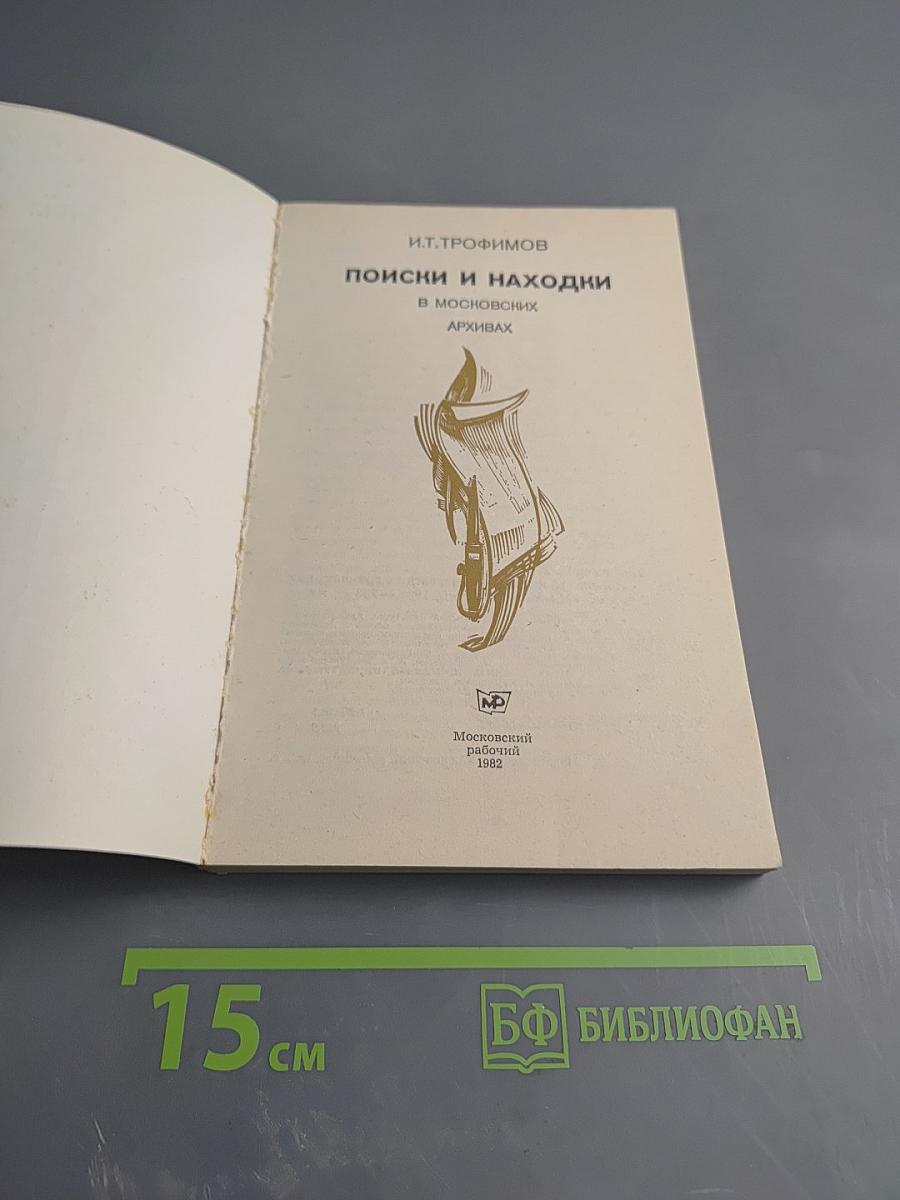 И.Т.ТРОФИМОВ
ПОИСКИ И НАХОДКИ
В МОСКОВСКИХ
АРХИВАХ
МР
Московский
рабочий
1982
15 см
БФ БИБЛИОФАН